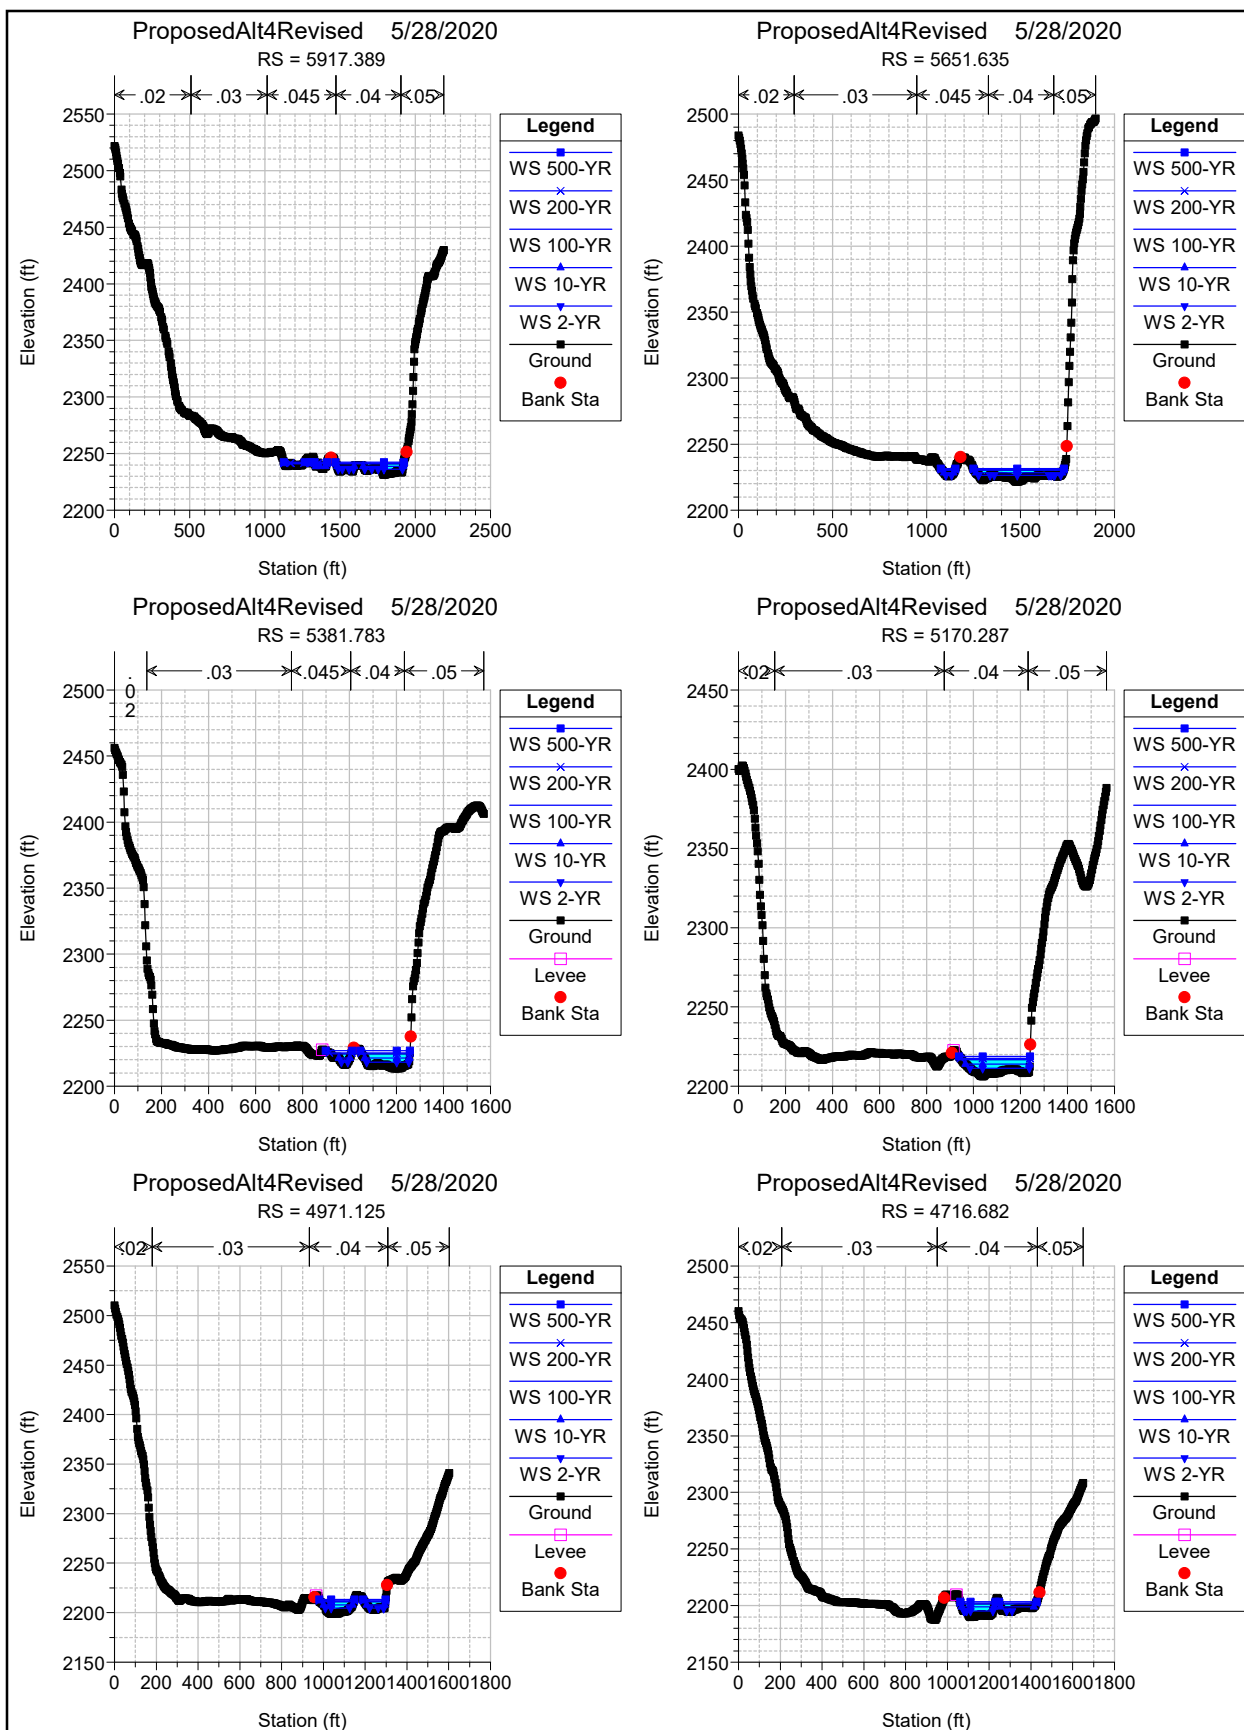 ProposedAlt4Revised 5/28/2020
RS = 5917.389
.02 .03 .045 .04 .05
2550
2500
2450
2400
2350
2300
2250
2200
0 500 1000 1500 2000 2500
Elevation (ft)
Station (ft)
Legend
WS 500-YR
WS 200-YR
WS 100-YR
WS 10-YR
WS 2-YR
Ground
Bank Sta
ProposedAlt4Revised 5/28/2020
RS = 5651.635
.02 .03 .045 .04 .05
2500
2450
2400
2350
2300
2250
2200
0 500 1000 1500 2000
Elevation (ft)
Station (ft)
Legend
WS 500-YR
WS 200-YR
WS 100-YR
WS 10-YR
WS 2-YR
Ground
Bank Sta
ProposedAlt4Revised 5/28/2020
RS = 5381.783
.02 .03 .045 .04 .05
2500
2450
2400
2350
2300
2250
2200
0 200 400 600 800 1000 1200 1400 1600
Elevation (ft)
Station (ft)
Legend
WS 500-YR
WS 200-YR
WS 100-YR
WS 10-YR
WS 2-YR
Ground
Levee
Bank Sta
ProposedAlt4Revised 5/28/2020
RS = 5170.287
.02 .03 .04 .05
2450
2400
2350
2300
2250
2200
0 200 400 600 800 1000 1200 1400 1600
Elevation (ft)
Station (ft)
Legend
WS 500-YR
WS 200-YR
WS 100-YR
WS 10-YR
WS 2-YR
Ground
Levee
Bank Sta
ProposedAlt4Revised 5/28/2020
RS = 4971.125
.02 .03 .04 .05
2550
2500
2450
2400
2350
2300
2250
2200
2150
0 200 400 600 800 1000 1200 1400 1600 1800
Elevation (ft)
Station (ft)
Legend
WS 500-YR
WS 200-YR
WS 100-YR
WS 10-YR
WS 2-YR
Ground
Levee
Bank Sta
ProposedAlt4Revised 5/28/2020
RS = 4716.682
.02 .03 .04 .05
2500
2450
2400
2350
2300
2250
2200
2150
0 200 400 600 800 1000 1200 1400 1600 1800
Elevation (ft)
Station (ft)
Legend
WS 500-YR
WS 200-YR
WS 100-YR
WS 10-YR
WS 2-YR
Ground
Levee
Bank Sta